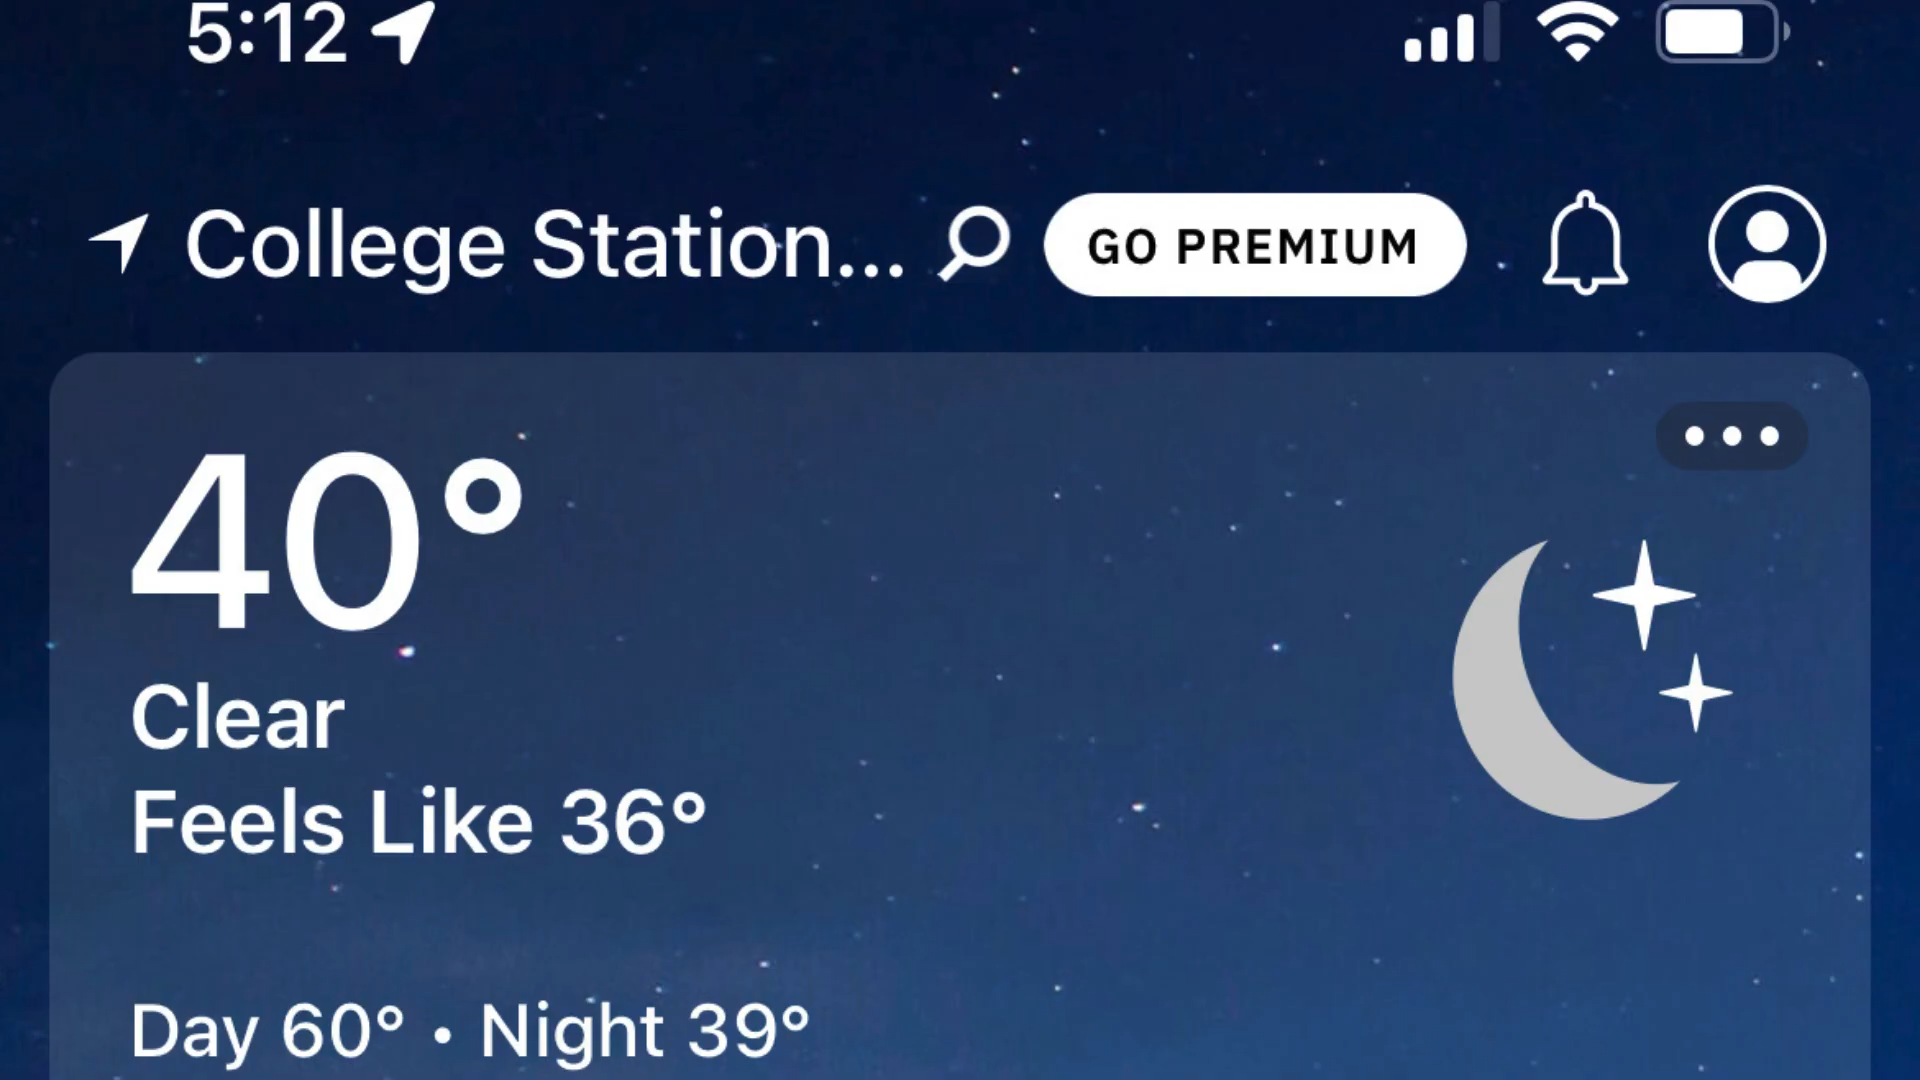 5:12
College Station...
GO PREMIUM
40°
Clear
Feels Like 36°
Day 60° • Night 39°